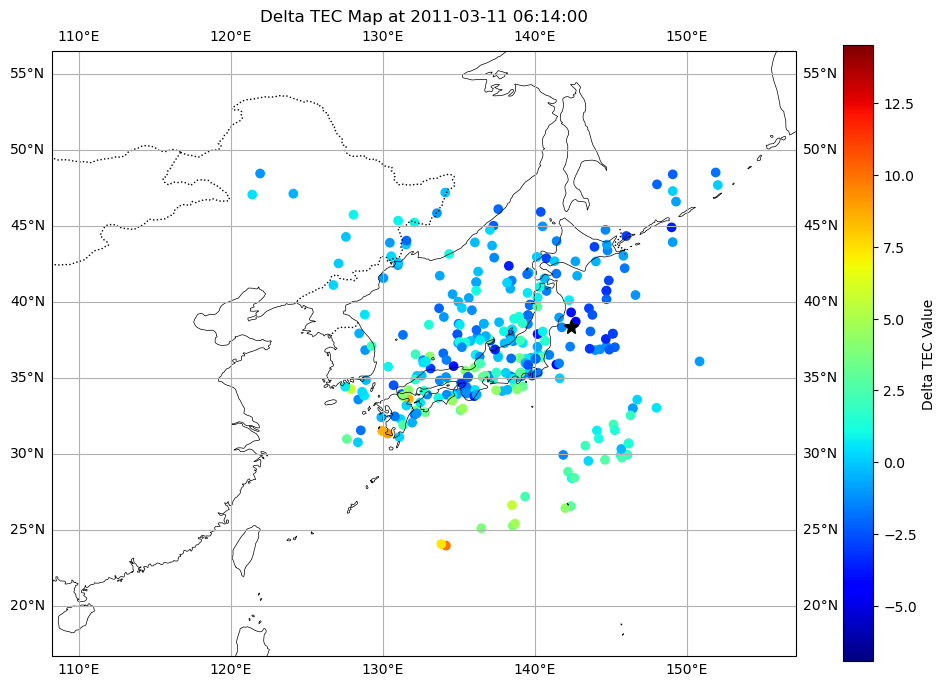 Delta TEC Map at 2011-03-11 06:14:00
110°E 120°E 130°E 140°E 150°E
55°N 55°N
50°N 50°N
45°N 45°N
40°N 40°N
35°N 35°N
30°N 30°N
25°N 25°N
20°N 20°N
110°E 120°E 130°E 140°E 150°E
12.5
10.0
7.5
5.0
2.5
0.0
−2.5
−5.0
Delta TEC Value